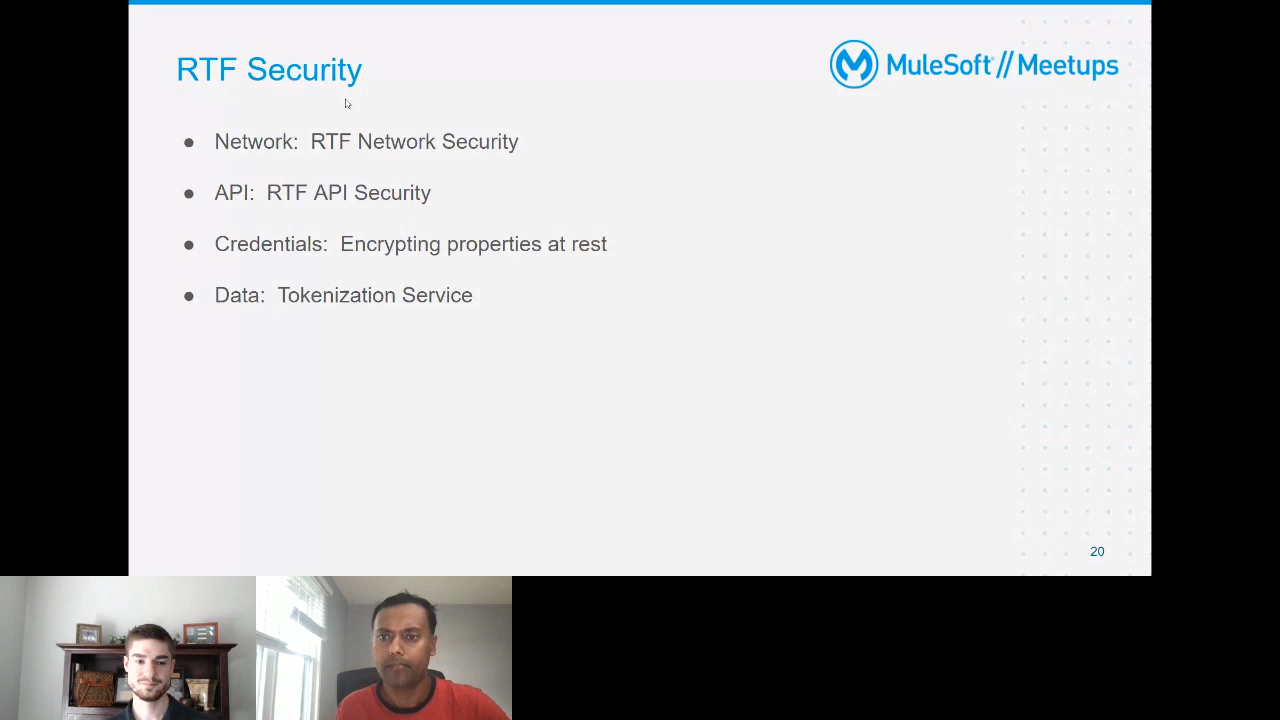 RTF Security
MuleSoft // Meetups
● Network: RTF Network Security
● API: RTF API Security
● Credentials: Encrypting properties at rest
● Data: Tokenization Service
20